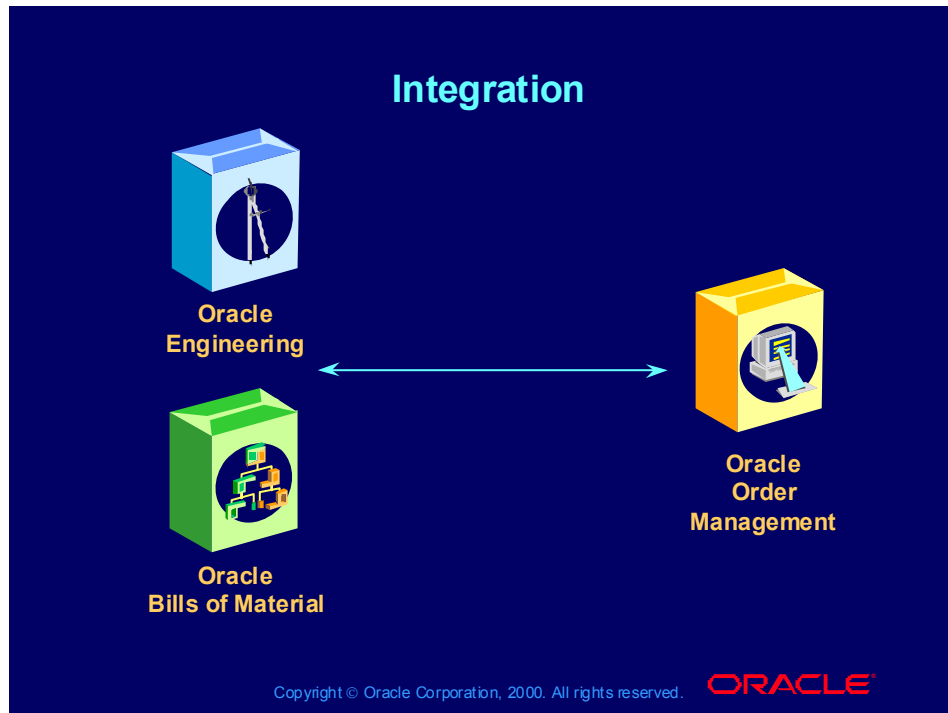 Integration
Oracle
Engineering
Oracle
Bills of Material
Oracle
Order
Management
Copyright © Oracle Corporation, 2000. All rights reserved.
ORACLE®